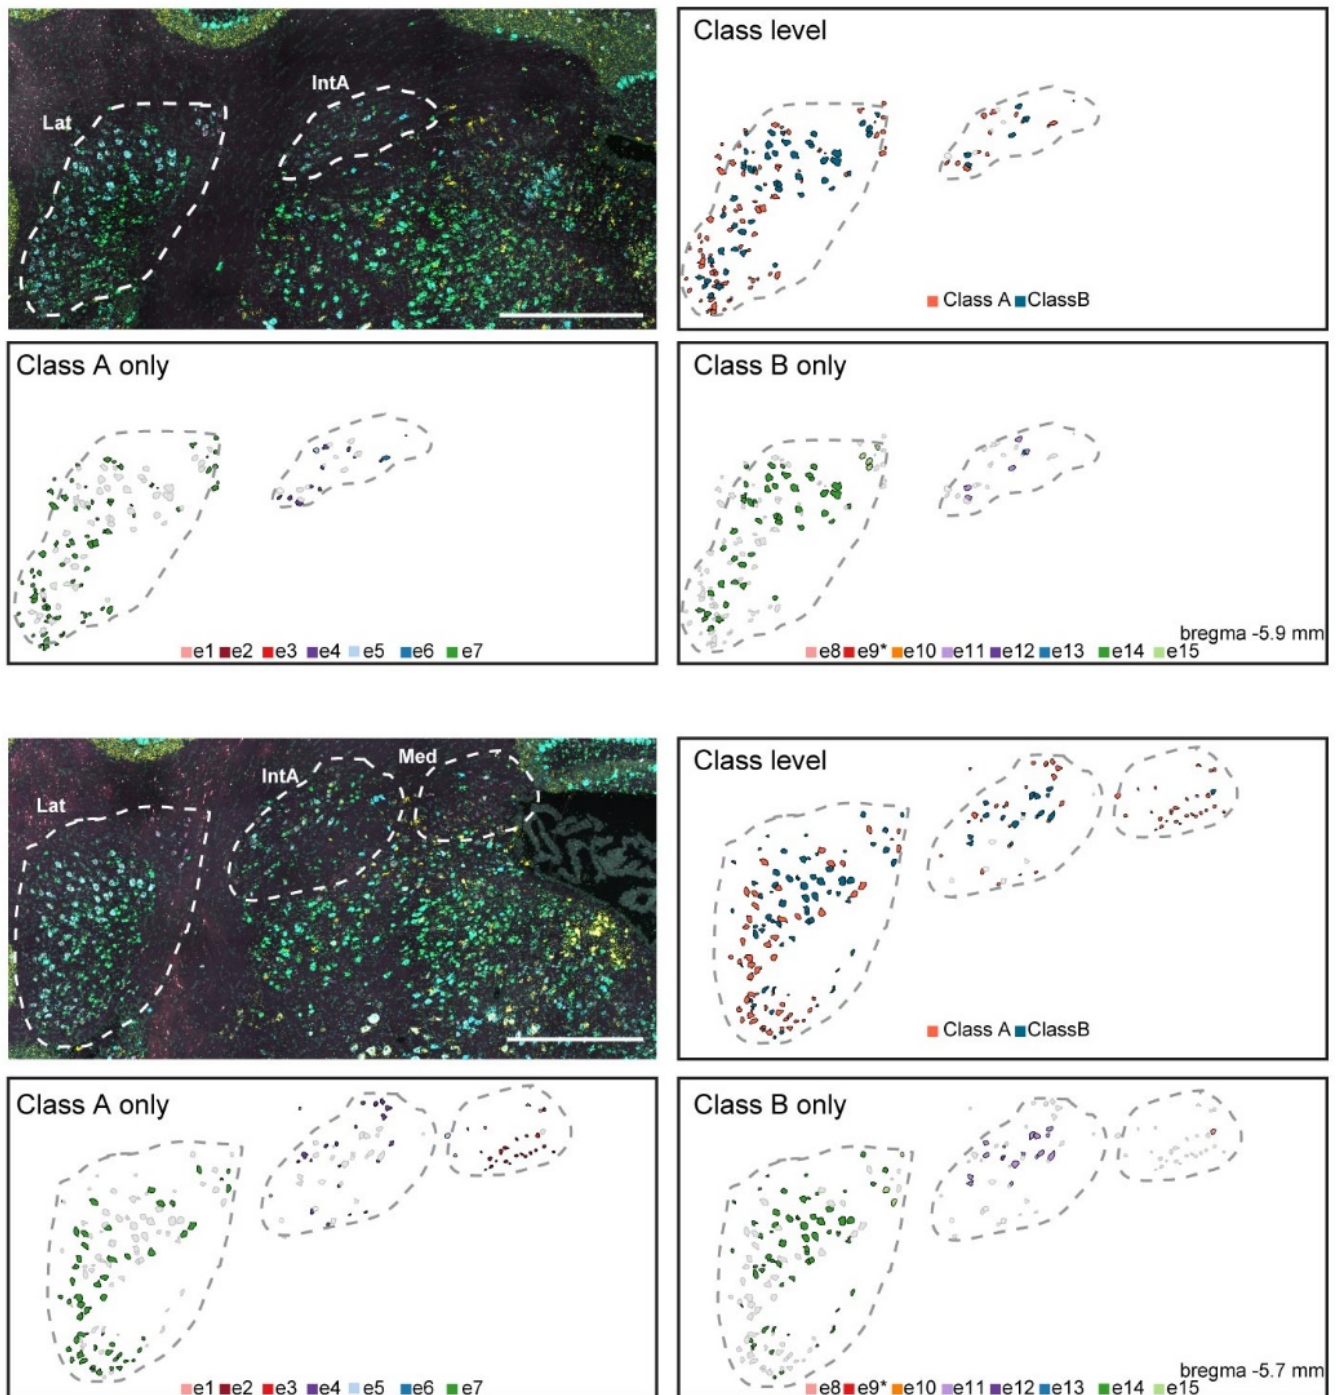 Lat
IntA
Class level
Class A ClassB
Class A only
e1 e2 e3 e4 e5 e6 e7
Class B only
bregma -5.9 mm
e8 e9* e10 e11 e12 e13 e14 e15
Lat
IntA
Med
Class level
Class A ClassB
Class A only
e1 e2 e3 e4 e5 e6 e7
Class B only
bregma -5.7 mm
e8 e9* e10 e11 e12 e13 e14 e15